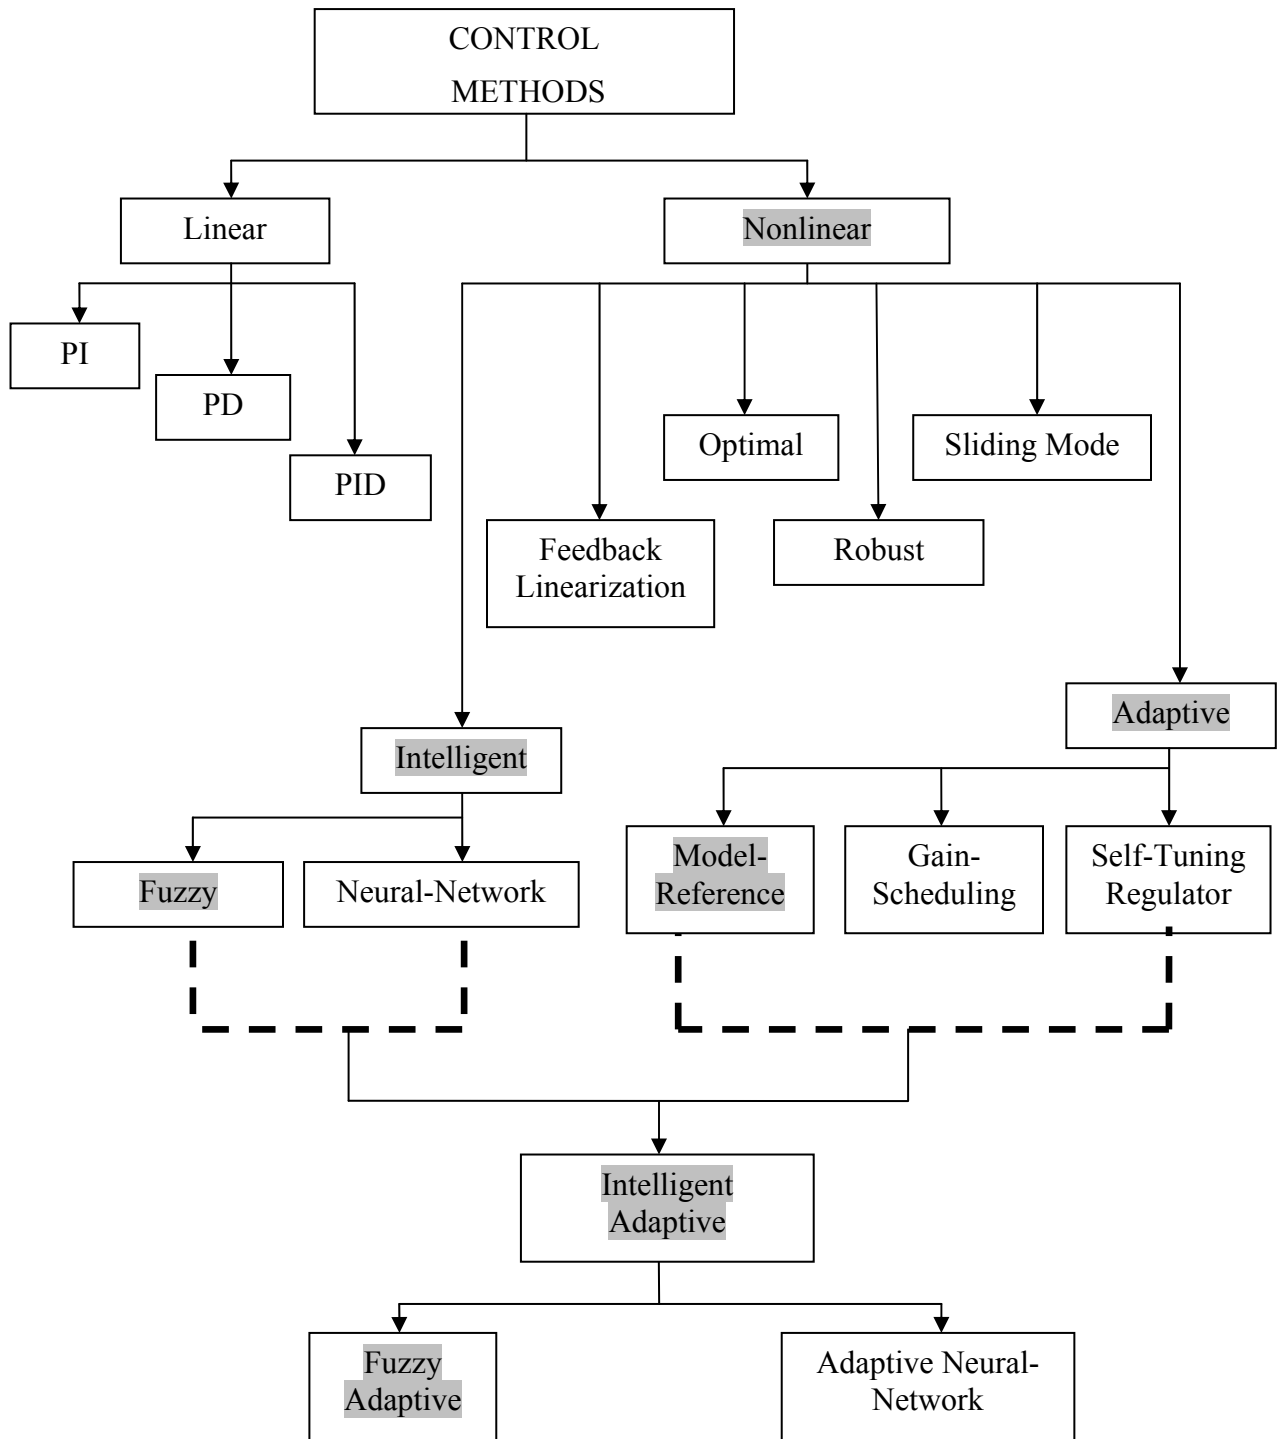 CONTROL
METHODS
Linear
Nonlinear
PI
PD
PID
Optimal
Sliding Mode
Feedback
Linearization
Robust
Adaptive
Intelligent
Fuzzy
Neural-Network
Model-
Reference
Gain-
Scheduling
Self-Tuning
Regulator
Intelligent
Adaptive
Fuzzy
Adaptive
Adaptive Neural-
Network